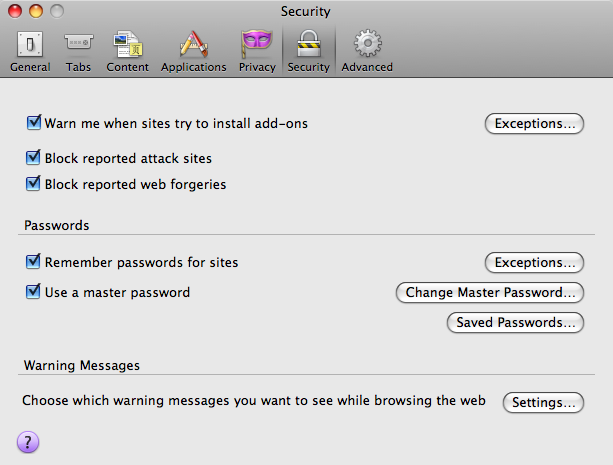 Security
General Tabs Content Applications Privacy Security Advanced
Warn me when sites try to install add-ons Exceptions...
Block reported attack sites
Block reported web forgeries
Passwords
Remember passwords for sites Exceptions...
Use a master password Change Master Password...
Saved Passwords...
Warning Messages
Choose which warning messages you want to see while browsing the web Settings...
?